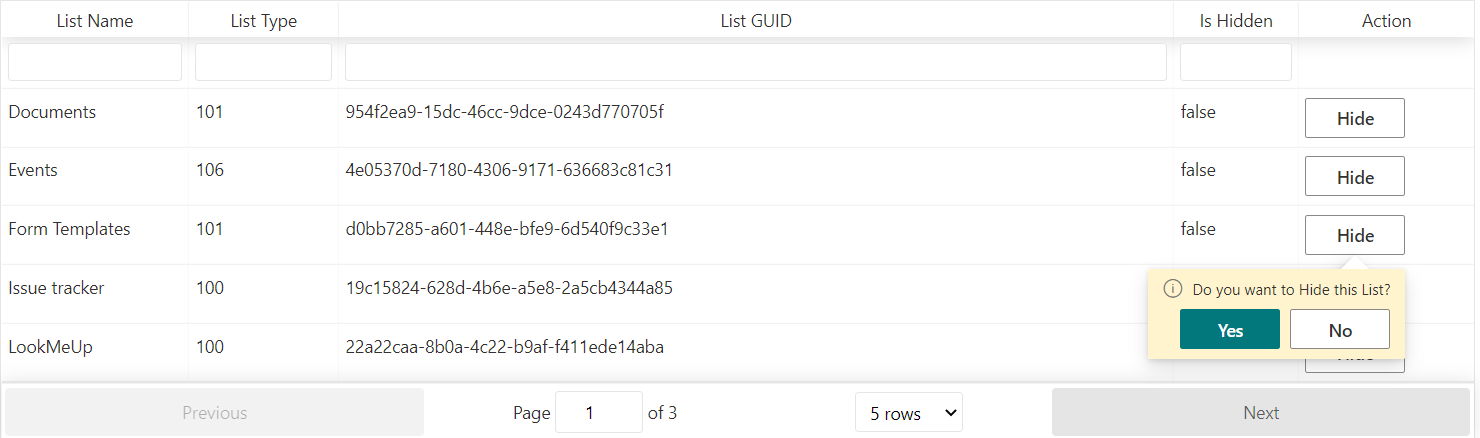 List Name List Type List GUID Is Hidden Action
Documents 101 954f2ea9-15dc-46cc-9dce-0243d770705f false Hide
Events 106 4e05370d-7180-4306-9171-636683c81c31 false Hide
Form Templates 101 d0bb7285-a601-448e-bfe9-6d540f9c33e1 false Hide
Issue tracker 100 19c15824-628d-4b6e-a5e8-2a5cb4344a85
Do you want to Hide this List?
Yes No
LookMeUp 100 22a22caa-8b0a-4c22-b9af-f411ede14aba
Previous Page 1 of 3 5 rows Next